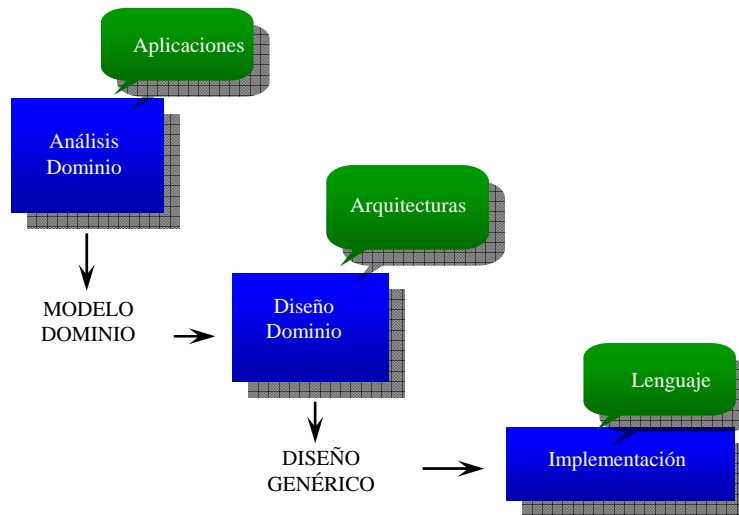 Aplicaciones
Análisis
Dominio
Arquitecturas
MODELO
DOMINIO
Diseño
Dominio
Lenguaje
DISEÑO
GENÉRICO
Implementación